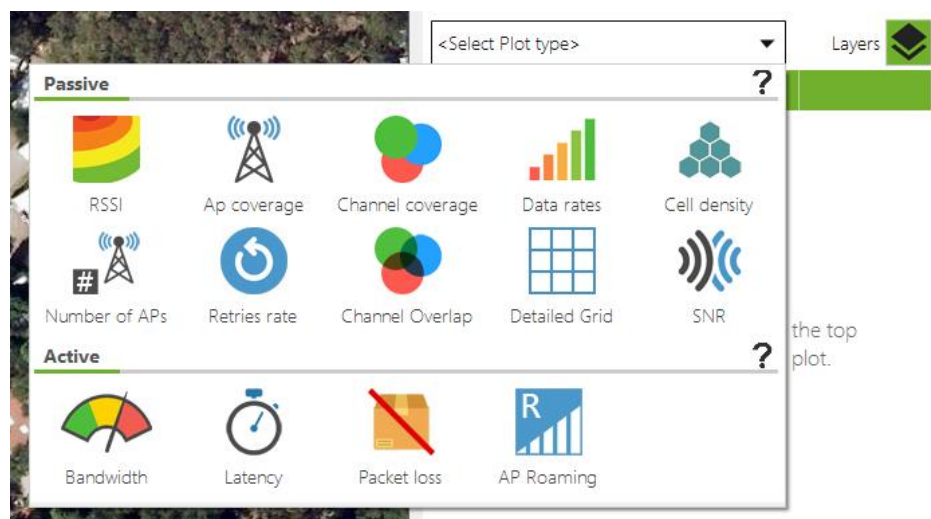 <Select Plot type>
Layers
Passive ?
RSSI Ap coverage Channel coverage Data rates Cell density
#
Number of APs Retries rate Channel Overlap Detailed Grid SNR
the top
plot.
Active ?
R
Bandwidth Latency Packet loss AP Roaming